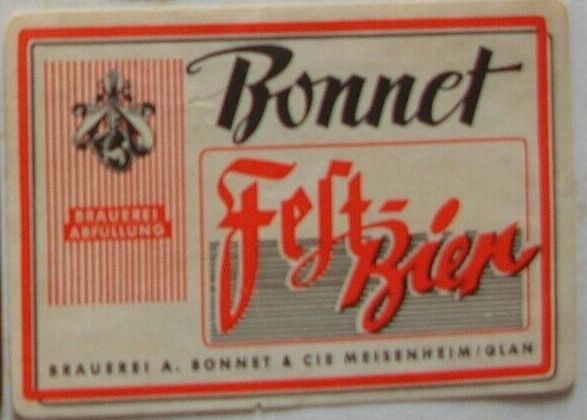 Bonnet
Fest-
Bier
BRAUEREI
ABFÜLLUNG
BRAUEREI A. BONNET & CIE MEISENHEIM/GLAN